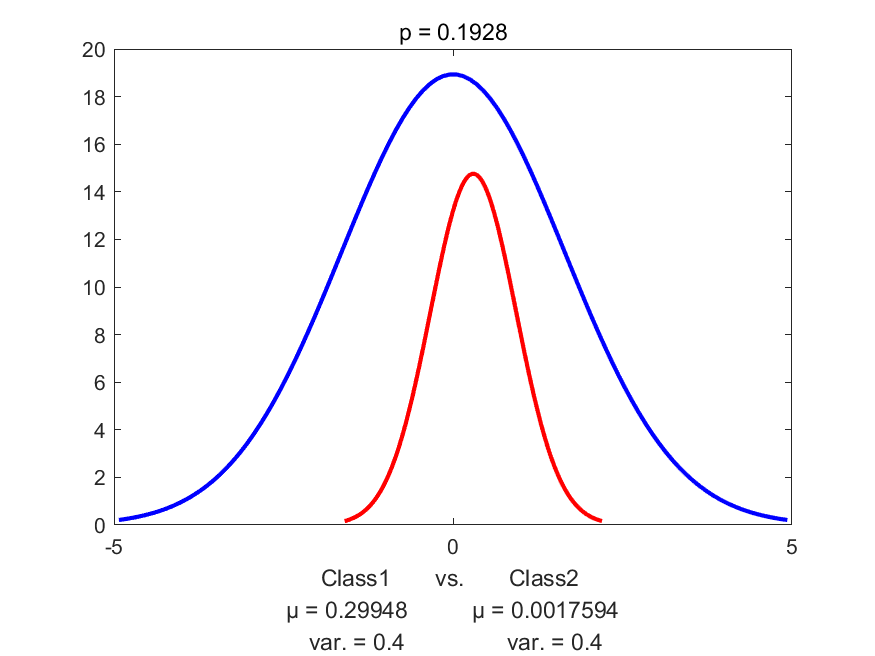 p = 0.1928
20
18
16
14
12
10
8
6
4
2
0
-5 0 5
Class1 vs. Class2
μ = 0.29948 μ = 0.0017594
var. = 0.4 var. = 0.4